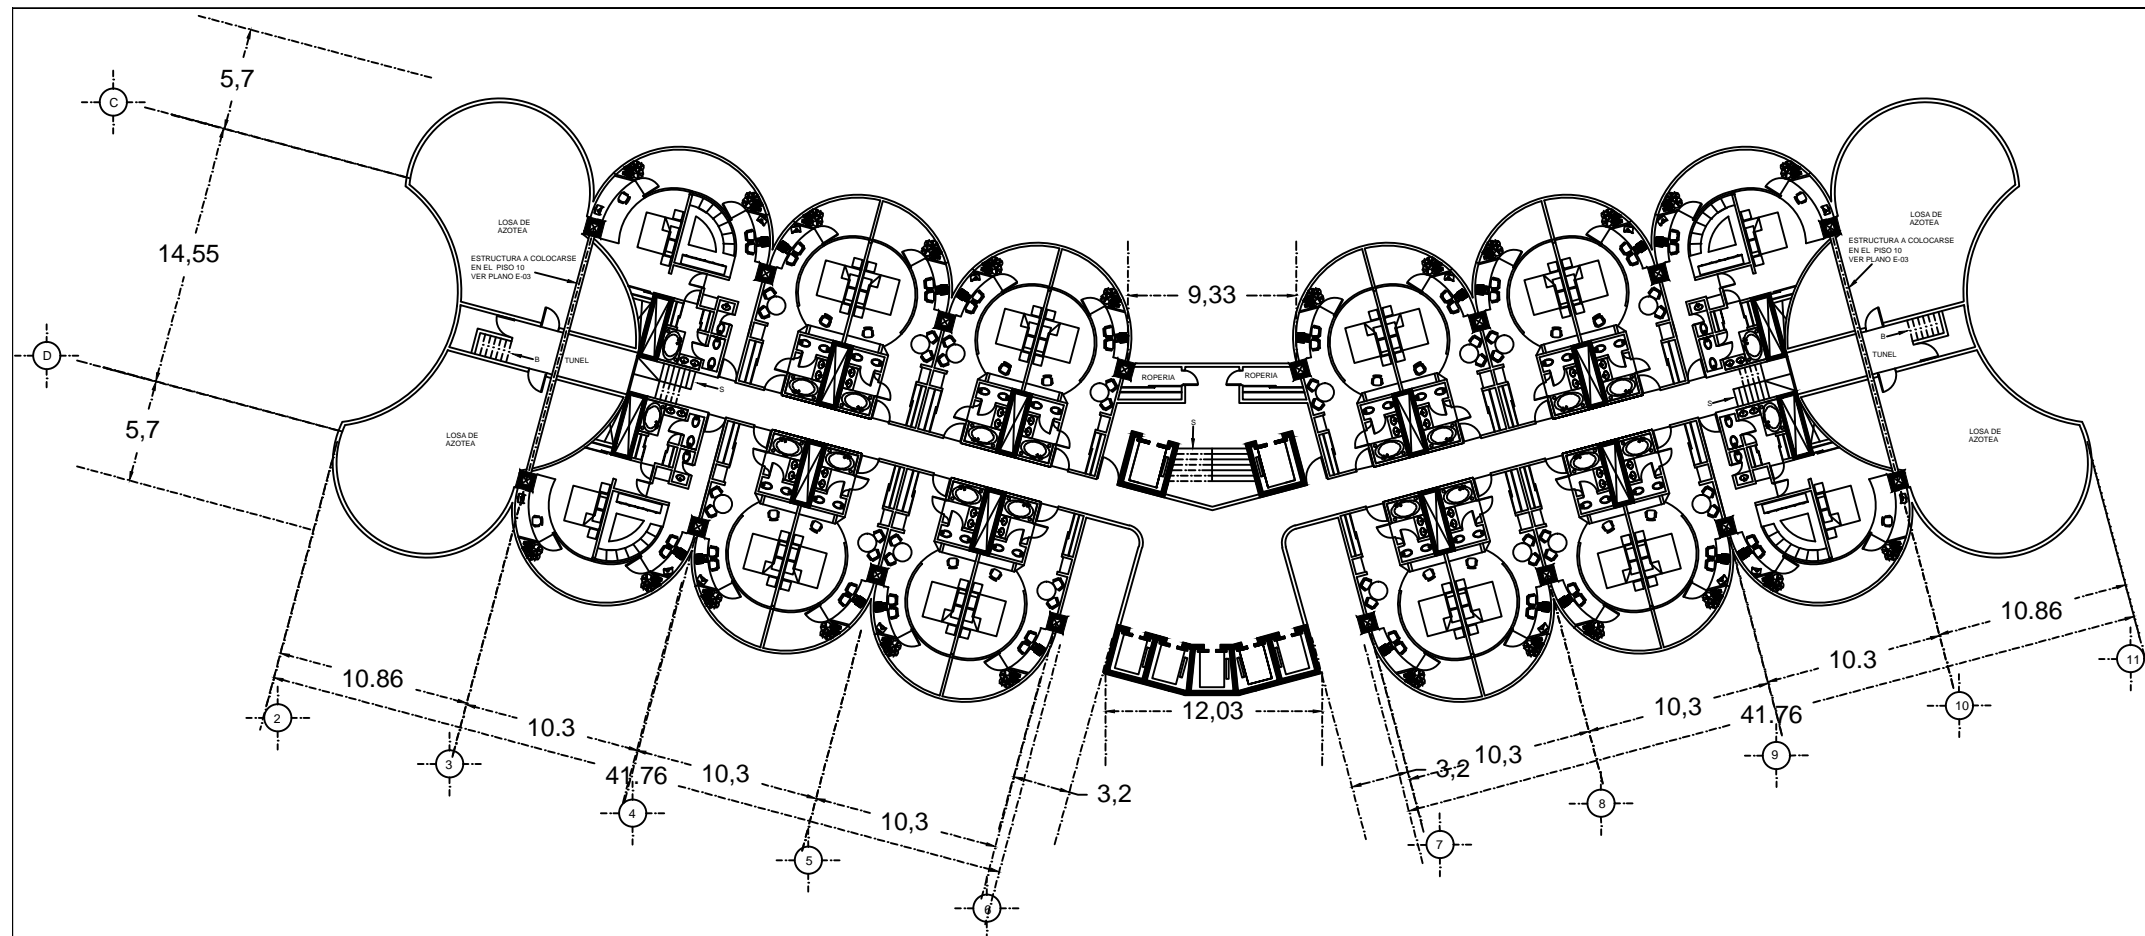 5,7
C
14,55
D
5,7
LOSA DE
AZOTEA
ESTRUCTURA A COLOCARSE
EN EL PISO 10
VER PLANO E-03
B
TUNEL
S
LOSA DE
AZOTEA
9,33
ROPERIA
ROPERIA
S
LOSA DE
AZOTEA
ESTRUCTURA A COLOCARSE
EN EL PISO 10
VER PLANO E-03
B
TUNEL
S
LOSA DE
AZOTEA
10.86
10.3
41.76
10,3
10,3
3,2
12,03
3,2
10,3
10,3
41.76
10.3
10.86
2
3
4
5
6
7
8
9
10
11